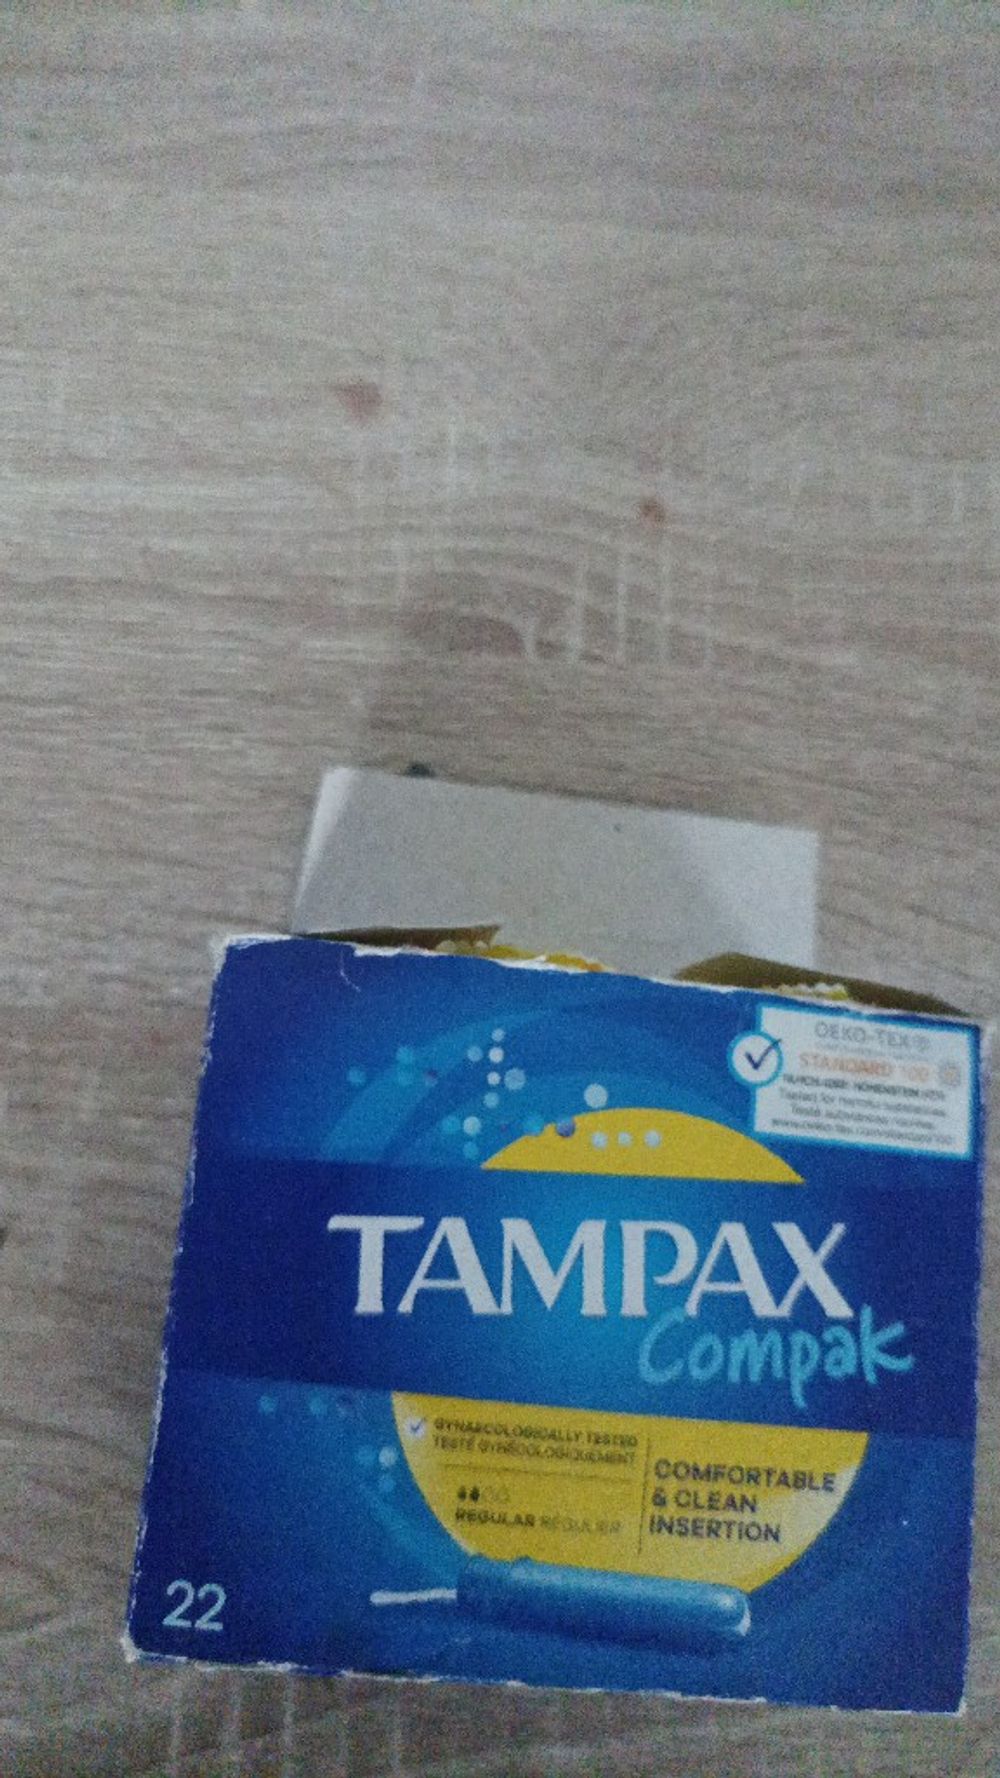 OEKO-TEX®
STANDARD 100
TAMPAX
Compak
GYNAECOLOGICALLY TESTED
TESTÉ GYNÉCOLOGIQUEMENT
REGULAR RÉGULIER
COMFORTABLE
& CLEAN
INSERTION
22